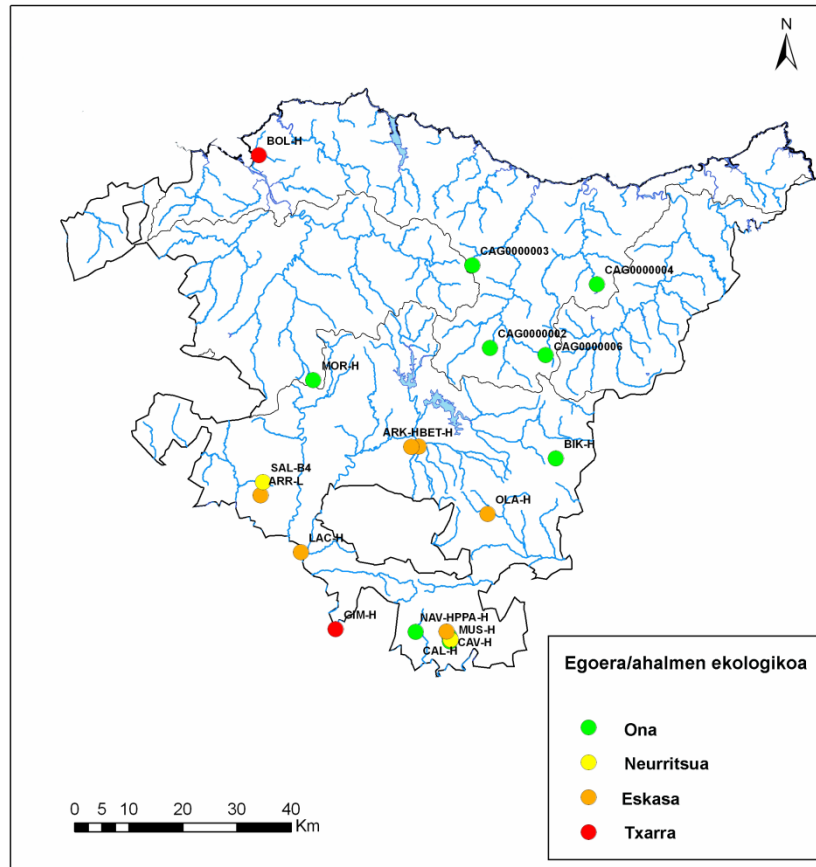 N
BOL-H
CAG0000003
CAG0000004
CAG0000002
CAG0000006
MOR-H
ARK-HBET-H
BIK-H
SAL-B4
ARR-L
OLA-H
LAC-H
GIM-H
NAV-HPPA-H
MUS-H
CAV-H
CAL-H
Egoera/ahalmen ekologikoa
Ona
Neurritsua
Eskasa
Txarra
0 5 10 20 30 40
Km